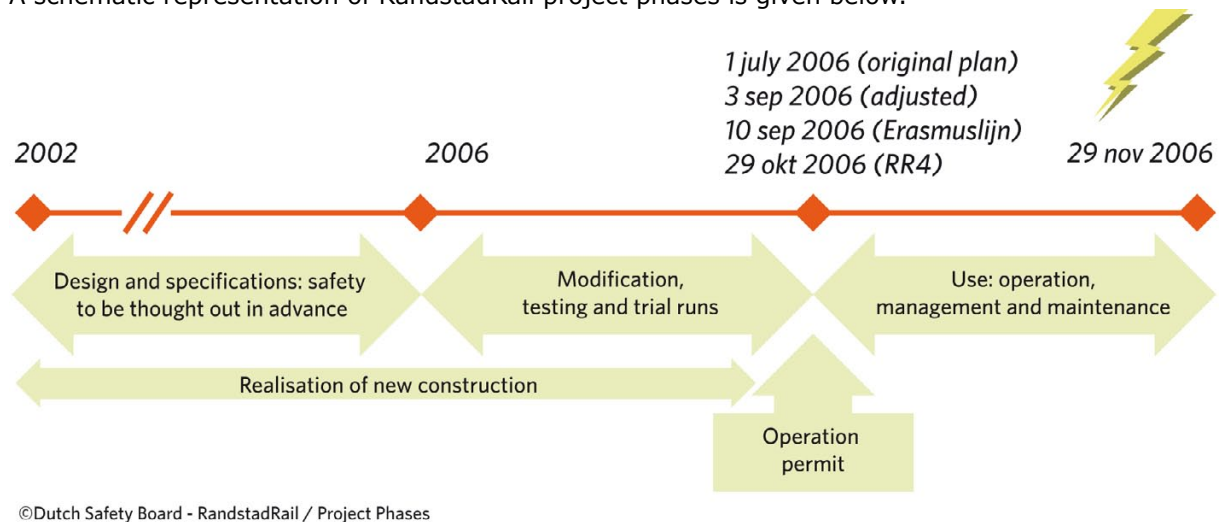 A schematic representation of RandstadRail project phases is given below.
1 july 2006 (original plan)
3 sep 2006 (adjusted)
10 sep 2006 (Erasmuslijn)
29 okt 2006 (RR4)
2002
2006
29 nov 2006
Design and specifications: safety
to be thought out in advance
Modification,
testing and trial runs
Use: operation,
management and maintenance
Realisation of new construction
Operation
permit
©Dutch Safety Board - RandstadRail / Project Phases